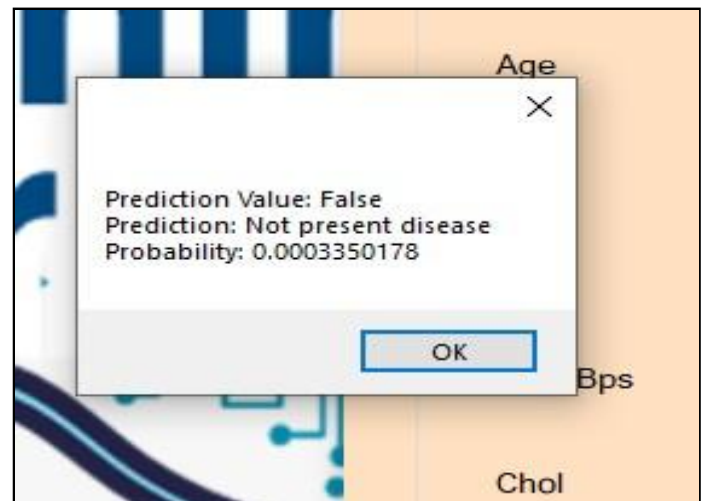 Age
Prediction Value: False
Prediction: Not present disease
Probability: 0.0003350178
OK
Bps
Chol